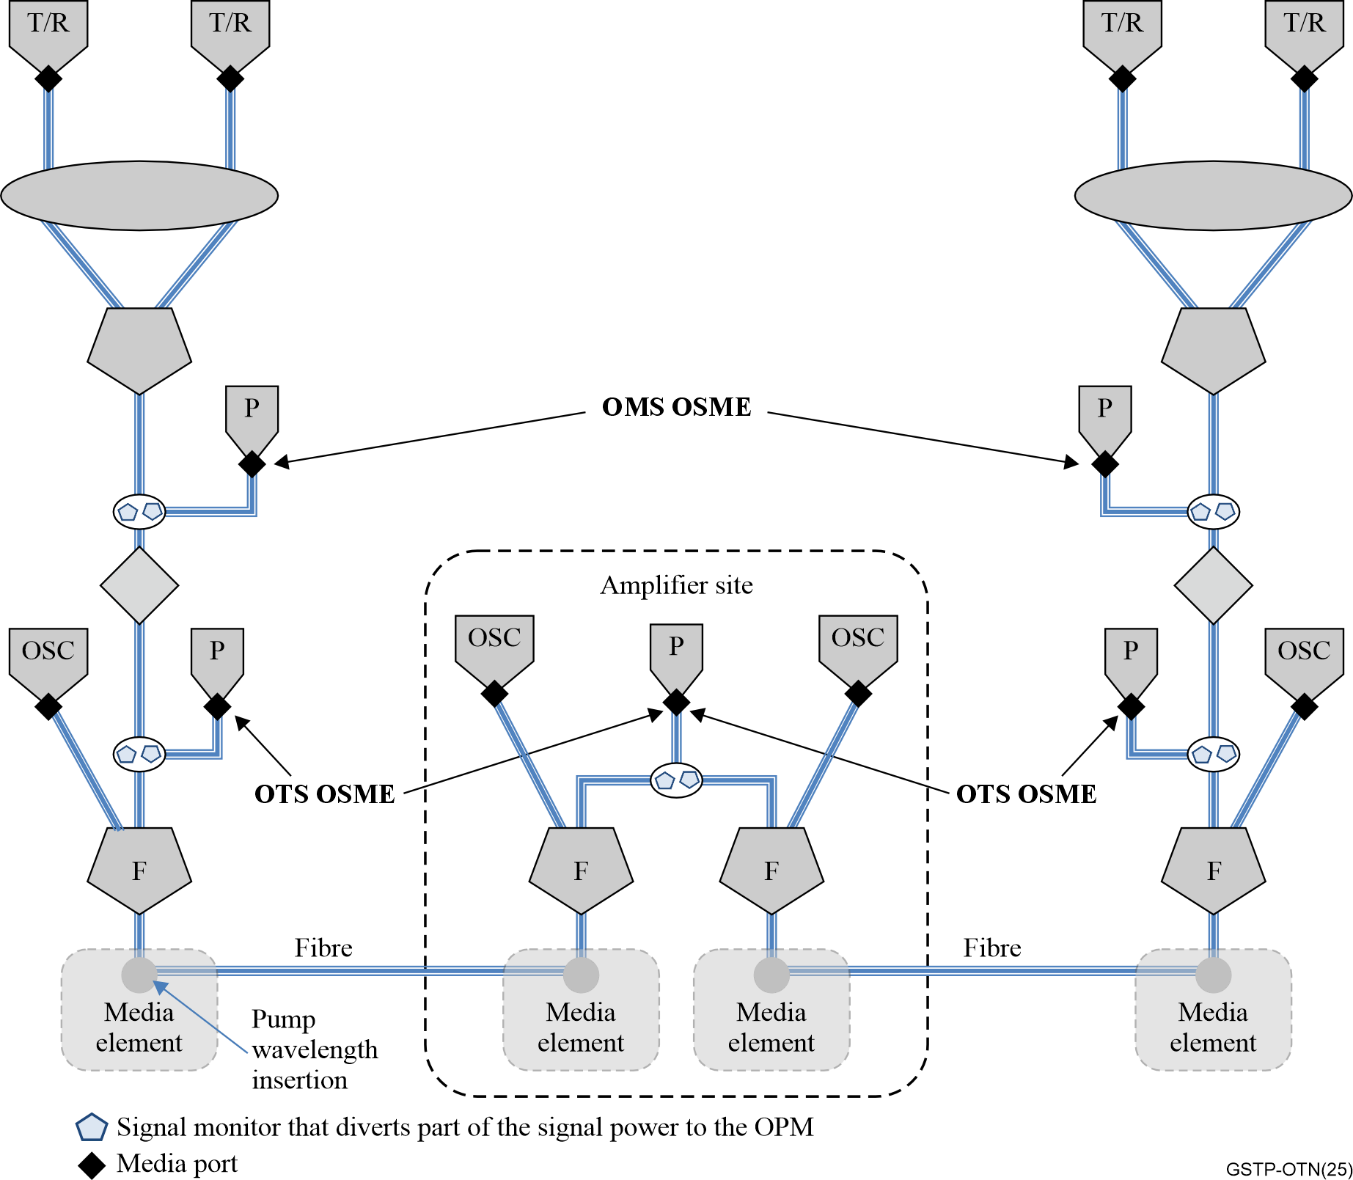 T/R
T/R
T/R
T/R
P
OMS OSME
P
Amplifier site
OSC
P
OSC
P
OSC
P
OSC
OTS OSME
OTS OSME
F
F
F
F
Fibre
Fibre
Media
element
Media
element
Media
element
Media
element
Pump
wavelength
insertion
Signal monitor that diverts part of the signal power to the OPM
Media port
GSTP-OTN(25)